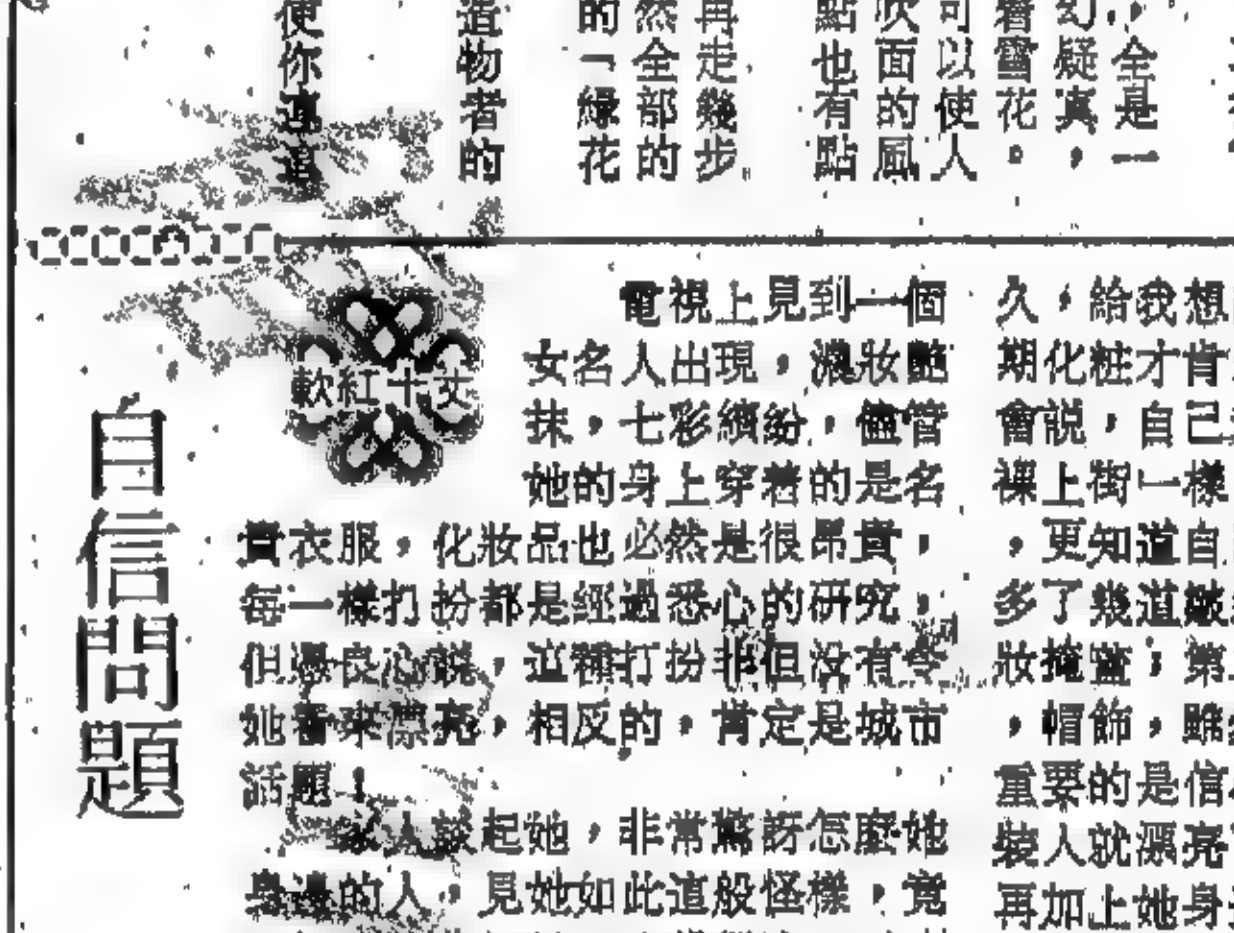 使你
造物者的
的「綠花
然全部的
再走幾步
點也有點
吹面的風
可以使人
着雪花。
幻疑真，
，全是一
自信問題
軟紅十丈
電視上見到一個
女名人出現，濃妝艷
抹，七彩繽紛，儘管
她的身上穿着的是名
貴衣服，化妝品也必然是很昂貴，
每一樣打扮都是經過悉心的研究，
但憑良心說，這種打扮非但没有令
她看來漂亮，相反的，肯定是城市
話題！
人談起她，非常驚訝怎麼她
身邊的人，見她如此這般怪樣，竟
久，給我想
期化粧才肯
會説，自己
裸上街一樣
，更知道自
多了幾道皺
妝掩蓋；第
，帽飾，雖
重要的是信
裝人就漂亮
再加上她身